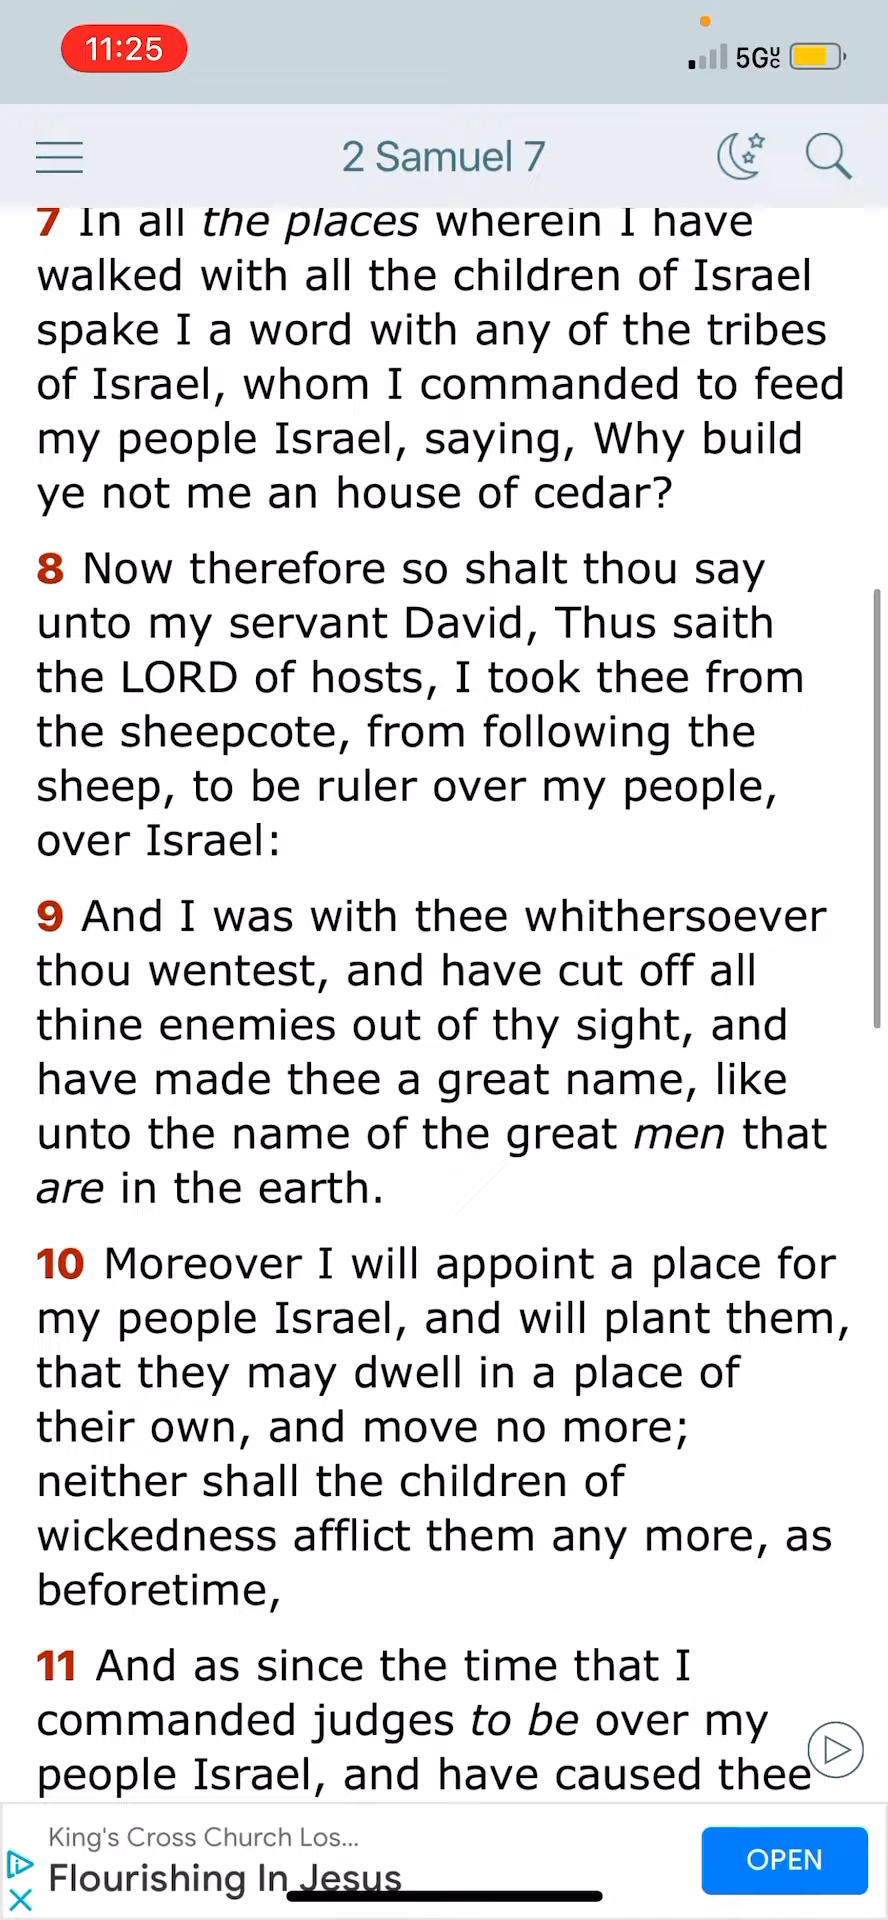 11:25
5G UC
2 Samuel 7
7 In all the places wherein I have
walked with all the children of Israel
spake I a word with any of the tribes
of Israel, whom I commanded to feed
my people Israel, saying, Why build
ye not me an house of cedar?
8 Now therefore so shalt thou say
unto my servant David, Thus saith
the LORD of hosts, I took thee from
the sheepcote, from following the
sheep, to be ruler over my people,
over Israel:
9 And I was with thee whithersoever
thou wentest, and have cut off all
thine enemies out of thy sight, and
have made thee a great name, like
unto the name of the great men that
are in the earth.
10 Moreover I will appoint a place for
my people Israel, and will plant them,
that they may dwell in a place of
their own, and move no more;
neither shall the children of
wickedness afflict them any more, as
beforetime,
11 And as since the time that I
commanded judges to be over my
people Israel, and have caused thee
King's Cross Church Los...
Flourishing In Jesus
OPEN